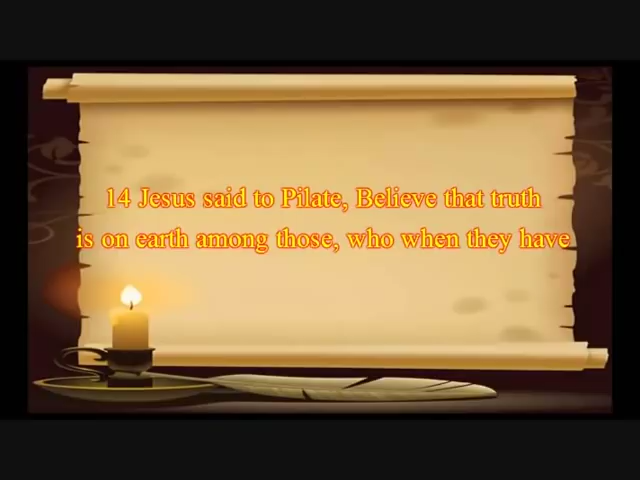 14 Jesus said to Pilate, Believe that truth
is on earth among those, who when they have